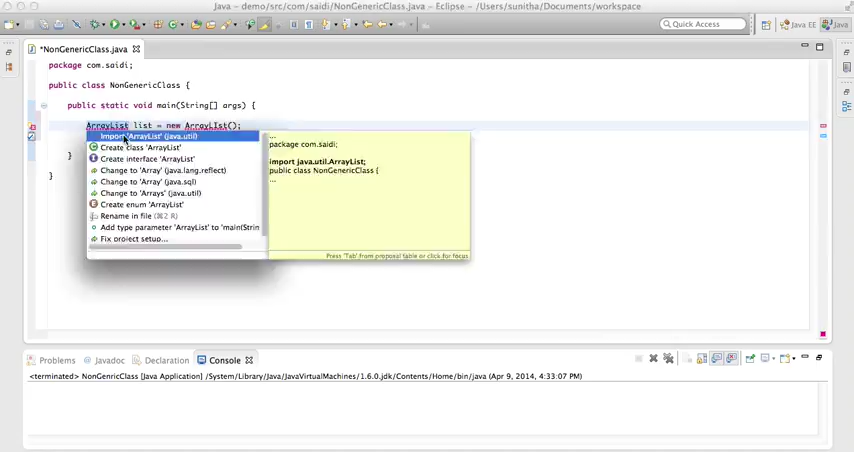 Java – demo/src/com/saidi/NonGenericClass.java – Eclipse – /Users/sunitha/Documents/workspace
Quick Access
Java EE
Java
*NonGenericClass.java
package com.saidi;
public class NonGenericClass {
public static void main(String[] args) {
ArrayList list = new ArrayLIst();
}
}
Import 'ArrayList' (java.util)
Create class 'ArrayList'
Create interface 'ArrayList'
Change to 'Array' (java.lang.reflect)
Change to 'Array' (java.sql)
Change to 'Arrays' (java.util)
Create enum 'ArrayList'
Rename in file (⌘2 R)
Add type parameter 'ArrayList' to 'main(Strin
Fix project setup...
...
package com.saidi;
import java.util.ArrayList;
public class NonGenericClass {
...
Press 'Tab' from proposal table or click for focus
Problems
Javadoc
Declaration
Console
<terminated> NonGenricClass [Java Application] /System/Library/Java/JavaVirtualMachines/1.6.0.jdk/Contents/Home/bin/java (Apr 9, 2014, 4:33:07 PM)